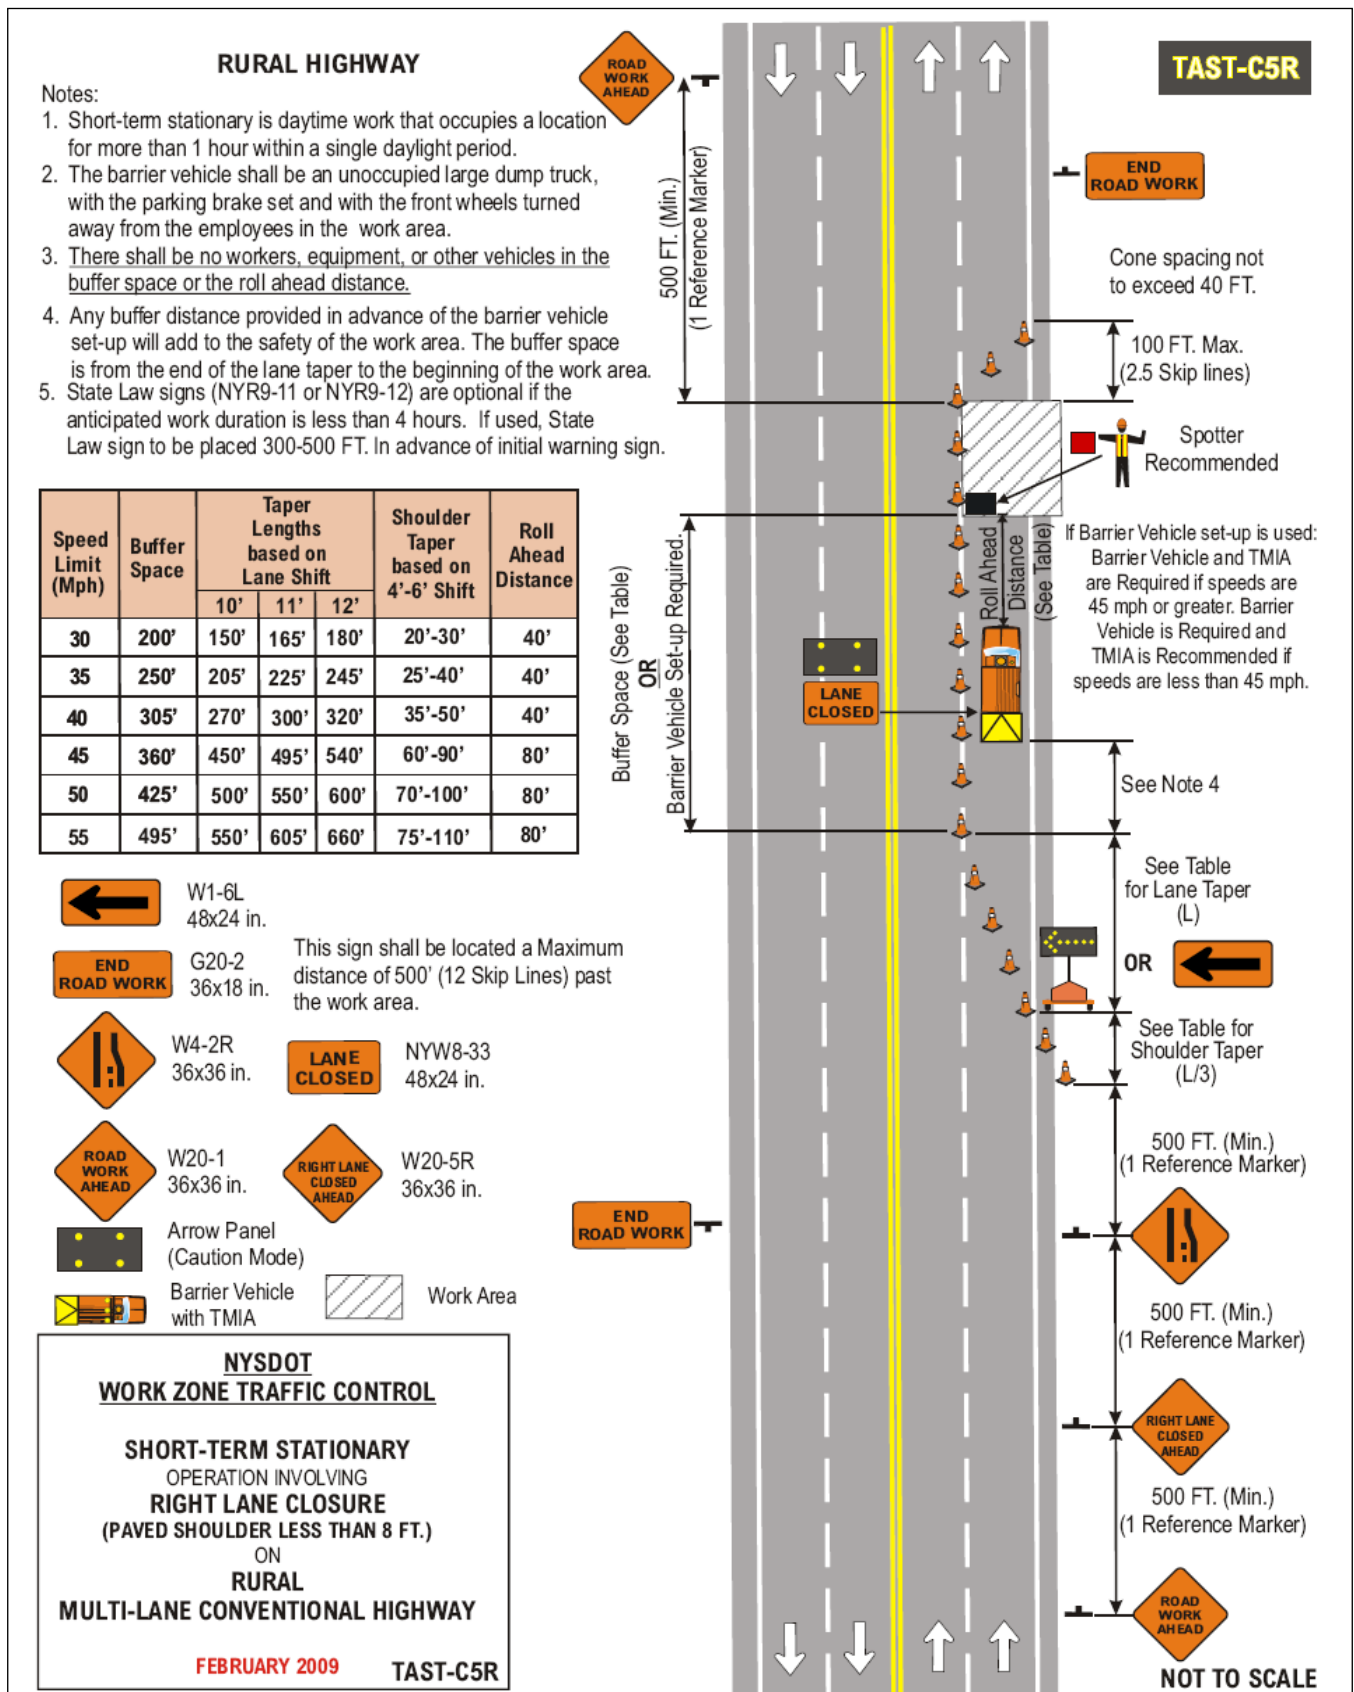 RURAL HIGHWAY
Notes:
1. Short-term stationary is daytime work that occupies a location
for more than 1 hour within a single daylight period.
2. The barrier vehicle shall be an unoccupied large dump truck,
with the parking brake set and with the front wheels turned
away from the employees in the work area.
3. There shall be no workers, equipment, or other vehicles in the
buffer space or the roll ahead distance.
4. Any buffer distance provided in advance of the barrier vehicle
set-up will add to the safety of the work area. The buffer space
is from the end of the lane taper to the beginning of the work area.
5. State Law signs (NYR9-11 or NYR9-12) are optional if the
anticipated work duration is less than 4 hours. If used, State
Law sign to be placed 300-500 FT. In advance of initial warning sign.
Speed
Limit
(Mph)
Buffer
Space
Taper
Lengths
based on
Lane Shift
10' 11' 12'
Shoulder
Taper
based on
4'-6' Shift
Roll
Ahead
Distance
30 200' 150' 165' 180' 20'-30' 40'
35 250' 205' 225' 245' 25'-40' 40'
40 305' 270' 300' 320' 35'-50' 40'
45 360' 450' 495' 540' 60'-90' 80'
50 425' 500' 550' 600' 70'-100' 80'
55 495' 550' 605' 660' 75'-110' 80'
W1-6L
48x24 in.
END
ROAD WORK
G20-2
36x18 in.
This sign shall be located a Maximum
distance of 500' (12 Skip Lines) past
the work area.
W4-2R
36x36 in.
LANE
CLOSED
NYW8-33
48x24 in.
ROAD
WORK
AHEAD
W20-1
36x36 in.
RIGHT LANE
CLOSED
AHEAD
W20-5R
36x36 in.
Arrow Panel
(Caution Mode)
Barrier Vehicle
with TMIA
Work Area
NYSDOT
WORK ZONE TRAFFIC CONTROL
SHORT-TERM STATIONARY
OPERATION INVOLVING
RIGHT LANE CLOSURE
(PAVED SHOULDER LESS THAN 8 FT.)
ON
RURAL
MULTI-LANE CONVENTIONAL HIGHWAY
FEBRUARY 2009
TAST-C5R
ROAD
WORK
AHEAD
500 FT. (Min.)
(1 Reference Marker)
TAST-C5R
END
ROAD WORK
Cone spacing not
to exceed 40 FT.
100 FT. Max.
(2.5 Skip lines)
Spotter
Recommended
If Barrier Vehicle set-up is used:
Barrier Vehicle and TMIA
are Required if speeds are
45 mph or greater. Barrier
Vehicle is Required and
TMIA is Recommended if
speeds are less than 45 mph.
Roll Ahead
Distance
(See Table)
Buffer Space (See Table)
OR
Barrier Vehicle Set-up Required.
LANE
CLOSED
See Note 4
See Table
for Lane Taper
(L)
OR
See Table for
Shoulder Taper
(L/3)
500 FT. (Min.)
(1 Reference Marker)
END
ROAD WORK
500 FT. (Min.)
(1 Reference Marker)
RIGHT LANE
CLOSED
AHEAD
500 FT. (Min.)
(1 Reference Marker)
ROAD
WORK
AHEAD
NOT TO SCALE